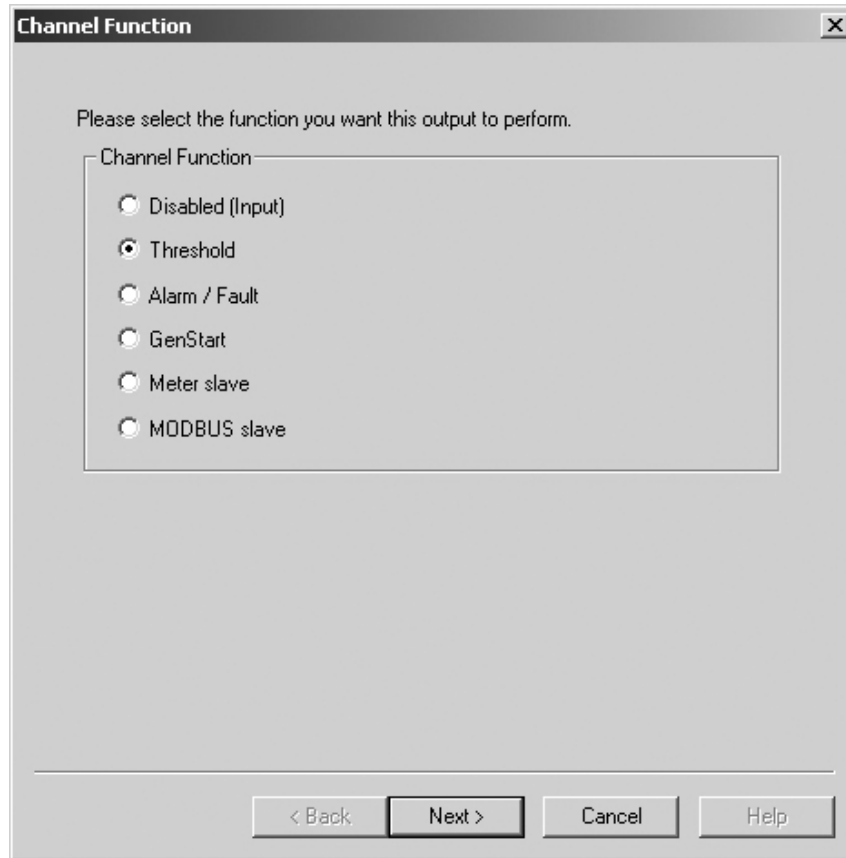 Channel Function
Please select the function you want this output to perform.
Channel Function
Disabled (Input)
Threshold
Alarm / Fault
GenStart
Meter slave
MODBUS slave
< Back Next > Cancel Help